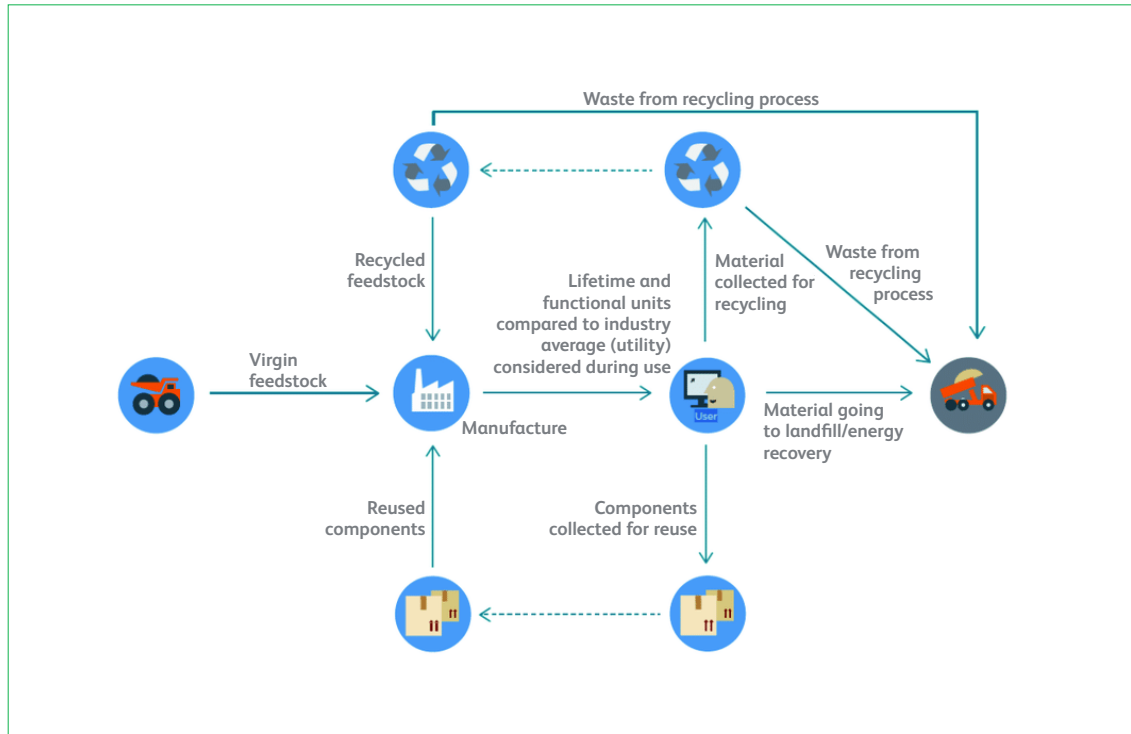 Waste from recycling process
Recycled
feedstock
Lifetime and
functional units
compared to industry
average (utility)
considered during use
Material
collected for
recycling
Waste from
recycling
process
Virgin
feedstock
Manufacture
User
Material going
to landfill/energy
recovery
Reused
components
Components
collected for reuse